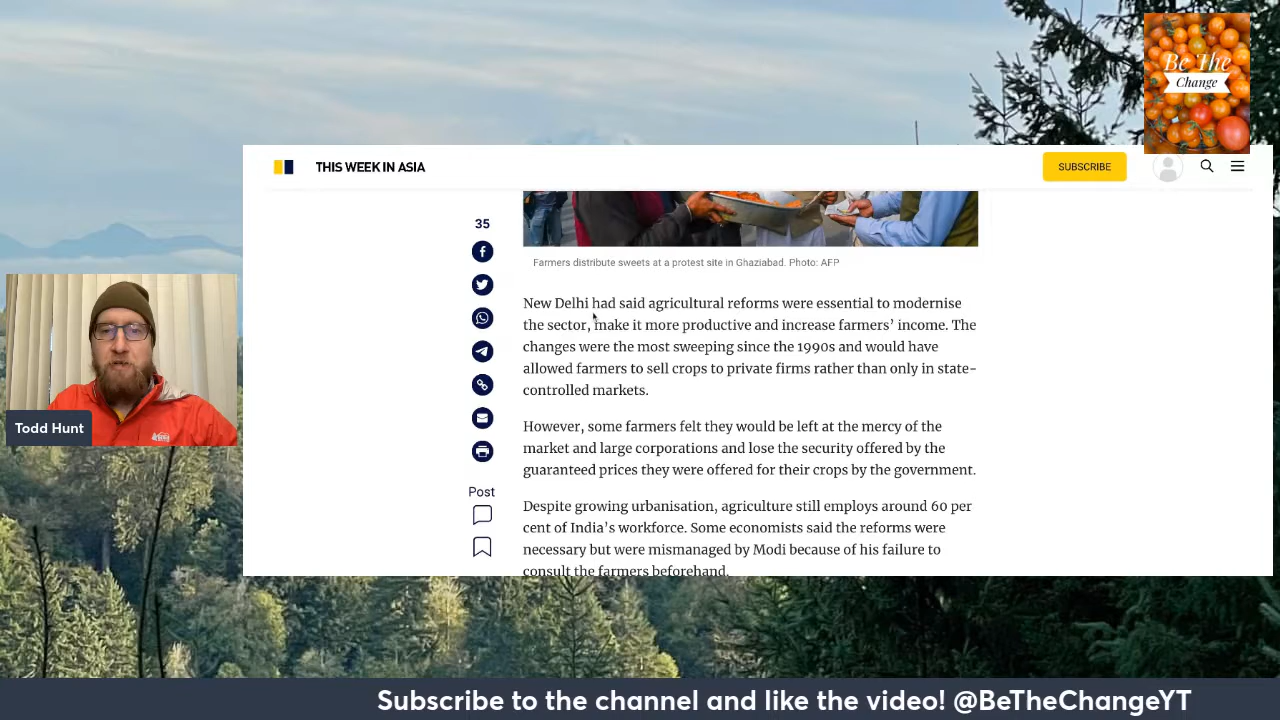 Be The
Change
THIS WEEK IN ASIA
SUBSCRIBE
35
Farmers distribute sweets at a protest site in Ghaziabad. Photo: AFP
New Delhi had said agricultural reforms were essential to modernise
the sector, make it more productive and increase farmers’ income. The
changes were the most sweeping since the 1990s and would have
allowed farmers to sell crops to private firms rather than only in state-
controlled markets.
However, some farmers felt they would be left at the mercy of the
market and large corporations and lose the security offered by the
guaranteed prices they were offered for their crops by the government.
Post
Despite growing urbanisation, agriculture still employs around 60 per
cent of India’s workforce. Some economists said the reforms were
necessary but were mismanaged by Modi because of his failure to
consult the farmers beforehand.
Todd Hunt
Subscribe to the channel and like the video! @BeTheChangeYT